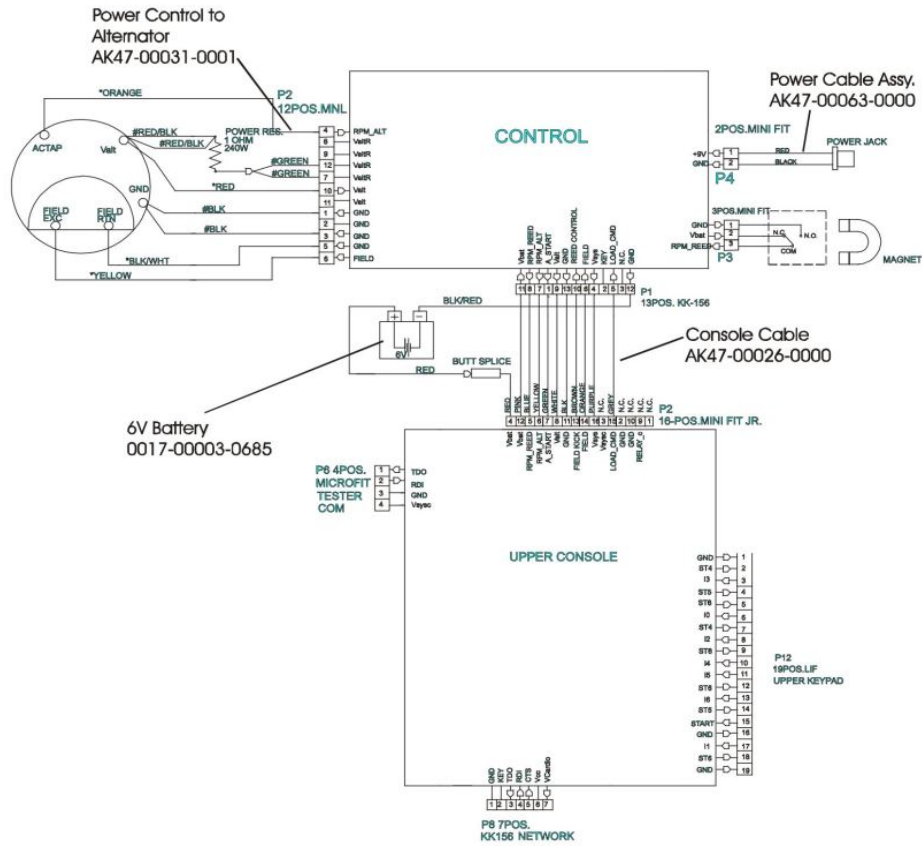 Power Control to
Alternator
AK47-00031-0001
Power Cable Assy.
AK47-00063-0000
*ORANGE
P2
12POS.MNL
#RED/BLK
#RED/BLK
POWER RES.
1 OHM
240W
ACTAP
Valt
#GREEN
#GREEN
*RED
GND
#BLK
#BLK
FIELD
EXC
FIELD
RTN
*BLK/WHT
*YELLOW
4 RPM_ALT
8 ValtR
9 ValtR
12 ValtR
7 ValtR
10 Valt
11 Valt
1 GND
2 GND
3 GND
5 GND
6 FIELD
CONTROL
2POS.MINI FIT
POWER JACK
+9V 1 RED
GND 2 BLACK
P4
3POS.MINI FIT
GND 1
Vbat 2
RPM_REED 3
N.C.
N.O.
COM
P3
MAGNET
Vbat
RPM_REED
RPM_ALT
A_START
Valt
GND
REED CONTROL
FIELD
Vsys
KEY
LOAD_CMD
N.C.
GND
11 8 7 1 9 13 10 6 4 2 5 3 12
P1
13POS. KK-156
BLK/RED
+ -
6V
BUTT SPLICE
RED
Console Cable
AK47-00026-0000
6V Battery
0017-00003-0685
RED
PINK
BLUE
YELLOW
GREEN
WHITE
BLK
BROWN
ORANGE
PURPLE
N.C.
GREY
N.C.
N.C.
N.C.
N.C.
P2
16-POS.MINI FIT JR.
Vbat
Vbat
RPM_REED
RPM_ALT
A_START
Valt
GND
FIELD KICK
FIELD
Vsys
Vsysc
LOAD_CMD
GND
GND
RELAY_c
P6 4POS.
MICROFIT
TESTER
COM
1 TDO
2 RDI
3 GND
4 Vsysc
UPPER CONSOLE
GND 1
ST4 2
I3 3
ST5 4
ST6 5
I0 6
ST4 7
I2 8
ST6 9
I4 10
I5 11
ST6 12
I6 13
ST5 14
START 15
GND 16
I1 17
ST6 18
GND 19
P12
19POS.LIF
UPPER KEYPAD
GND
KEY
TDO
RDI
CTS
Vcc
VCardio
1 2 3 4 5 6 7
P8 7POS.
KK156 NETWORK